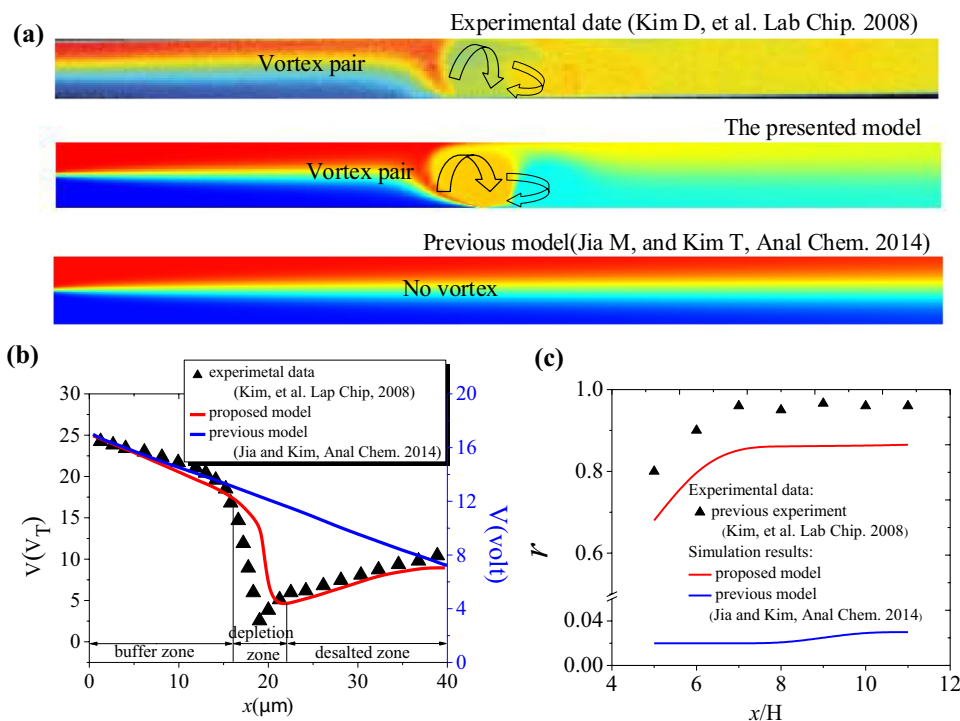 (a)
Experimental date (Kim D, et al. Lab Chip. 2008)
Vortex pair
The presented model
Vortex pair
Previous model(Jia M, and Kim T, Anal Chem. 2014)
No vortex
(b)
experimetal data
(Kim, et al. Lap Chip, 2008)
proposed model
previous model
(Jia and Kim, Anal Chem. 2014)
30
25
20
15
10
5
0
V(V_T)
20
16
12
8
4
0
V(volt)
buffer zone
depletion
zone
desalted zone
0 10 20 30 40
x(μm)
(c)
1.0
0.9
0.8
0.7
0.6
0.04
0.00
r
Experimental data:
previous experiment
(Kim, et al. Lab Chip. 2008)
Simulation results:
proposed model
previous model
(Jia and Kim, Anal Chem. 2014)
4 6 8 10 12
x/H